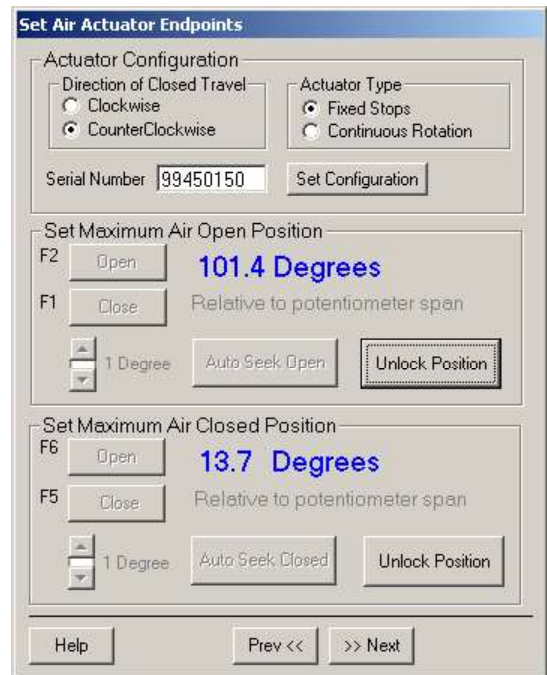 Set Air Actuator Endpoints
Actuator Configuration
Direction of Closed Travel
Clockwise
CounterClockwise
Actuator Type
Fixed Stops
Continuous Rotation
Serial Number 99450150 Set Configuration
Set Maximum Air Open Position
F2 Open 101.4 Degrees
F1 Close Relative to potentiometer span
1 Degree Auto Seek Open Unlock Position
Set Maximum Air Closed Position
F6 Open 13.7 Degrees
F5 Close Relative to potentiometer span
1 Degree Auto Seek Closed Unlock Position
Help Prev << >> Next